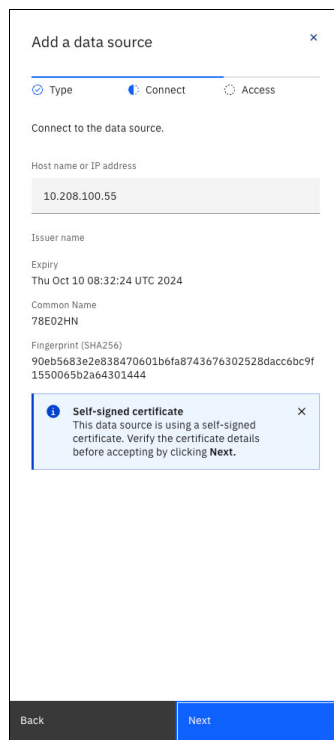 Add a data source
Type Connect Access
Connect to the data source.
Host name or IP address
10.208.100.55
Issuer name
Expiry
Thu Oct 10 08:32:24 UTC 2024
Common Name
78E02HN
Fingerprint (SHA256)
90eb5683e2e838470601b6fa8743676302528dacc6bc9f
1550065b2a64301444
Self-signed certificate
This data source is using a self-signed
certificate. Verify the certificate details
before accepting by clicking Next.
Back Next